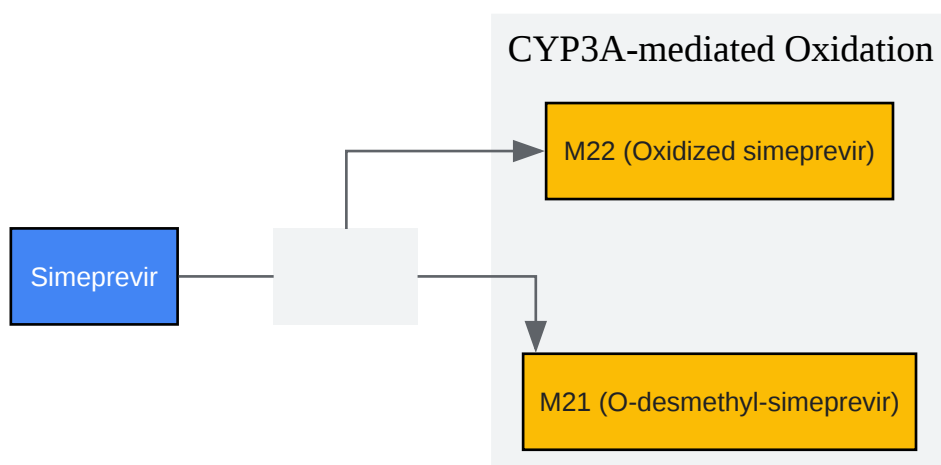 CYP3A-mediated Oxidation
M22 (Oxidized simeprevir)
Simeprevir
M21 (O-desmethyl-simeprevir)